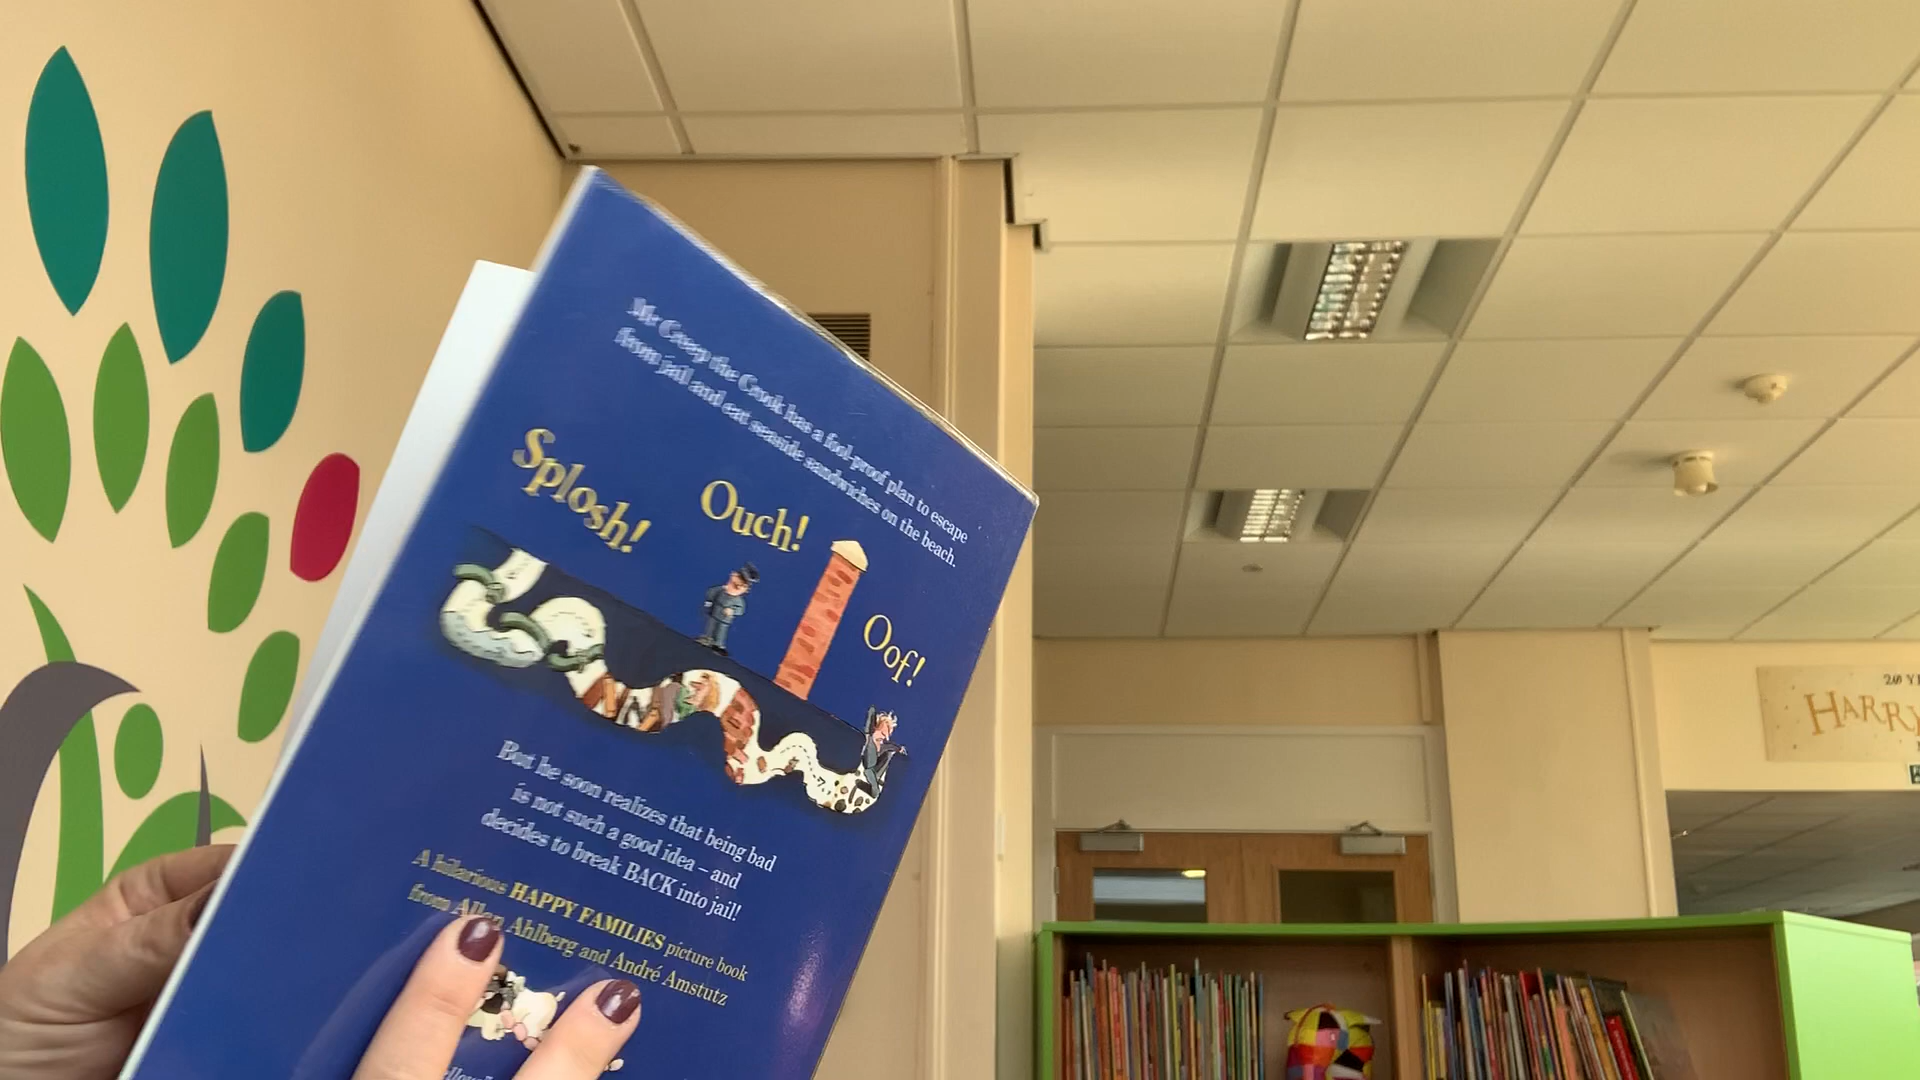 Mr Creep the Crook has a fool-proof plan to escape
from jail and eat seaside sandwiches on the beach.
Splosh!
Ouch!
Oof!
But he soon realizes that being bad
is not such a good idea – and
decides to break BACK into jail!
A hilarious HAPPY FAMILIES picture book
from Allan Ahlberg and André Amstutz
20
HARRY